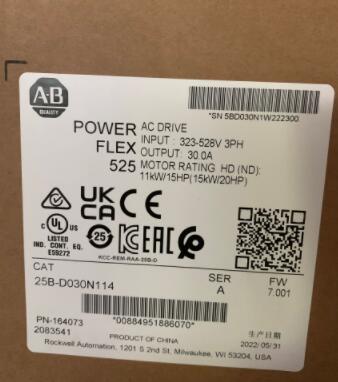 A-B
QUALITY
*SN 5BD030N1W222300
POWER FLEX 525
AC DRIVE
INPUT : 323-528V 3PH
OUTPUT: 30.0A
MOTOR RATING HD (ND):
11kW/15HP(15kW/20HP)
UK CA CE
c UL US
LISTED
IND. CONT. EQ.
E59272
25
EAC
KCC-REM-RAA-25B-D
CAT
25B-D030N114
SER
A
FW
7.001
PN-164073
2083541
*00884951886070*
生产日期
2022/05/31
PRODUCT OF CHINA
Rockwell Automation, 1201 S 2nd St, Milwaukee, WI 53204, USA